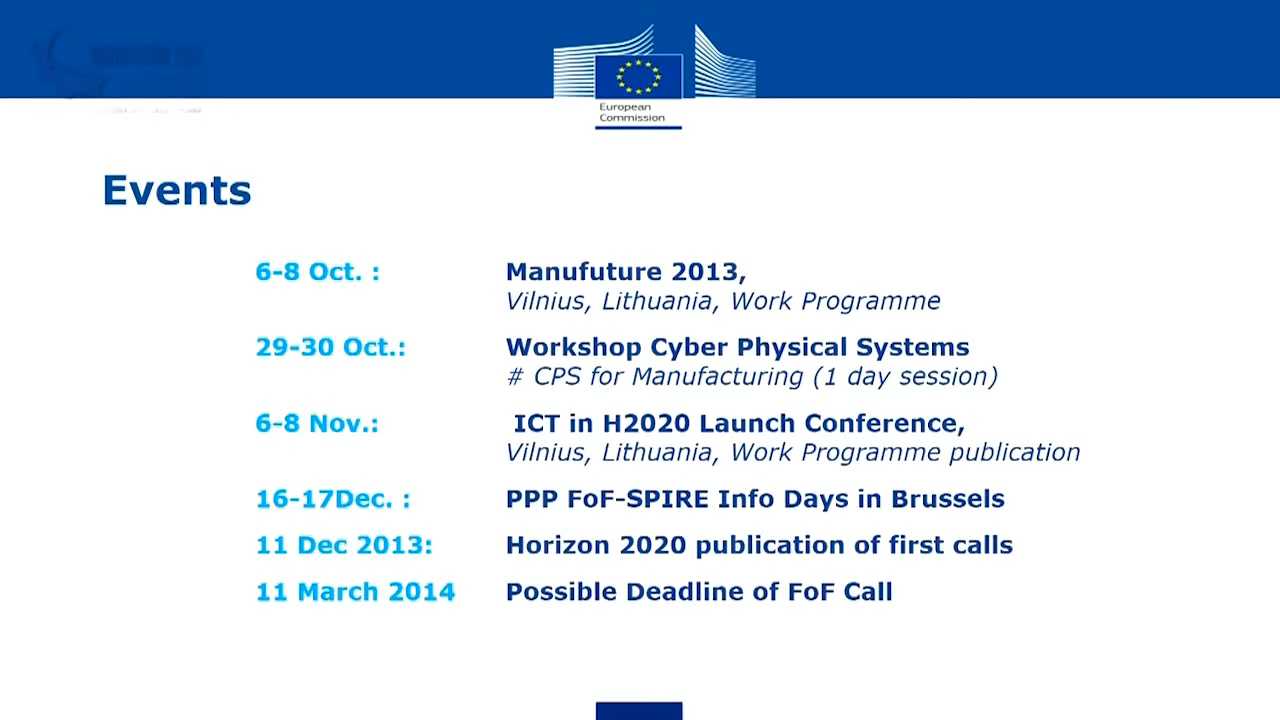 European
Commission
Events
6-8 Oct. : Manufuture 2013,
Vilnius, Lithuania, Work Programme
29-30 Oct.: Workshop Cyber Physical Systems
# CPS for Manufacturing (1 day session)
6-8 Nov.: ICT in H2020 Launch Conference,
Vilnius, Lithuania, Work Programme publication
16-17Dec. : PPP FoF-SPIRE Info Days in Brussels
11 Dec 2013: Horizon 2020 publication of first calls
11 March 2014 Possible Deadline of FoF Call